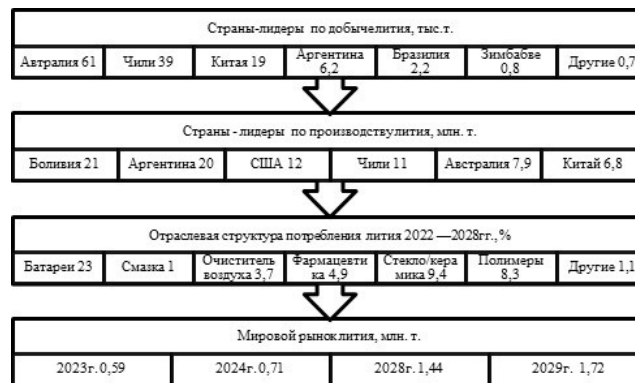 Страны-лидеры по добычелития, тыс.т.
Автралия 61
Чили 39
Китая 19
Аргентина
6,2
Бразилия
2,2
Зимбабве
0,8
Другие 0,7
Страны - лидеры по производствулития, млн. т.
Боливия 21
Аргентина 20
США 12
Чили 11
Австралия 7,9
Китай 6,8
Отраслевая структура потребления лития 2022 —2028гг., %
Батареи 23
Смазка 1
Очиститель
воздуха 3,7
Фармацевти
ка 4,9
Стекло/кера
мика 9,4
Полимеры
8,3
Другие 1,1
Мировой рыноклития, млн. т.
2023г. 0,59
2024г. 0,71
2028г. 1,44
2029г. 1,72